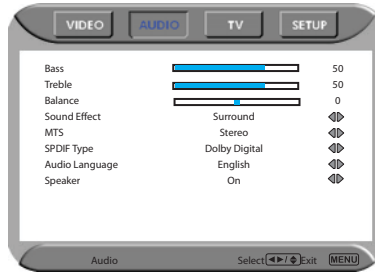 VIDEO AUDIO TV SETUP
Bass 50
Treble 50
Balance 0
Sound Effect Surround
MTS Stereo
SPDIF Type Dolby Digital
Audio Language English
Speaker On
Audio Select / Exit MENU